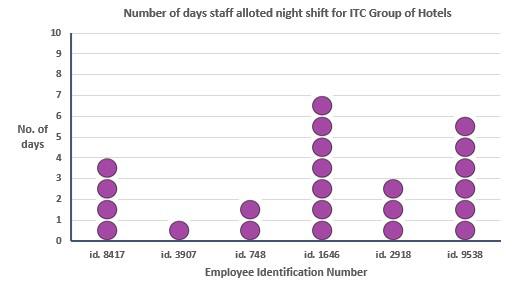 Number of days staff alloted night shift for ITC Group of Hotels
10
9
8
7
6
5
4
3
2
1
0
No. of
days
id. 8417 id. 3907 id. 748 id. 1646 id. 2918 id. 9538
Employee Identification Number